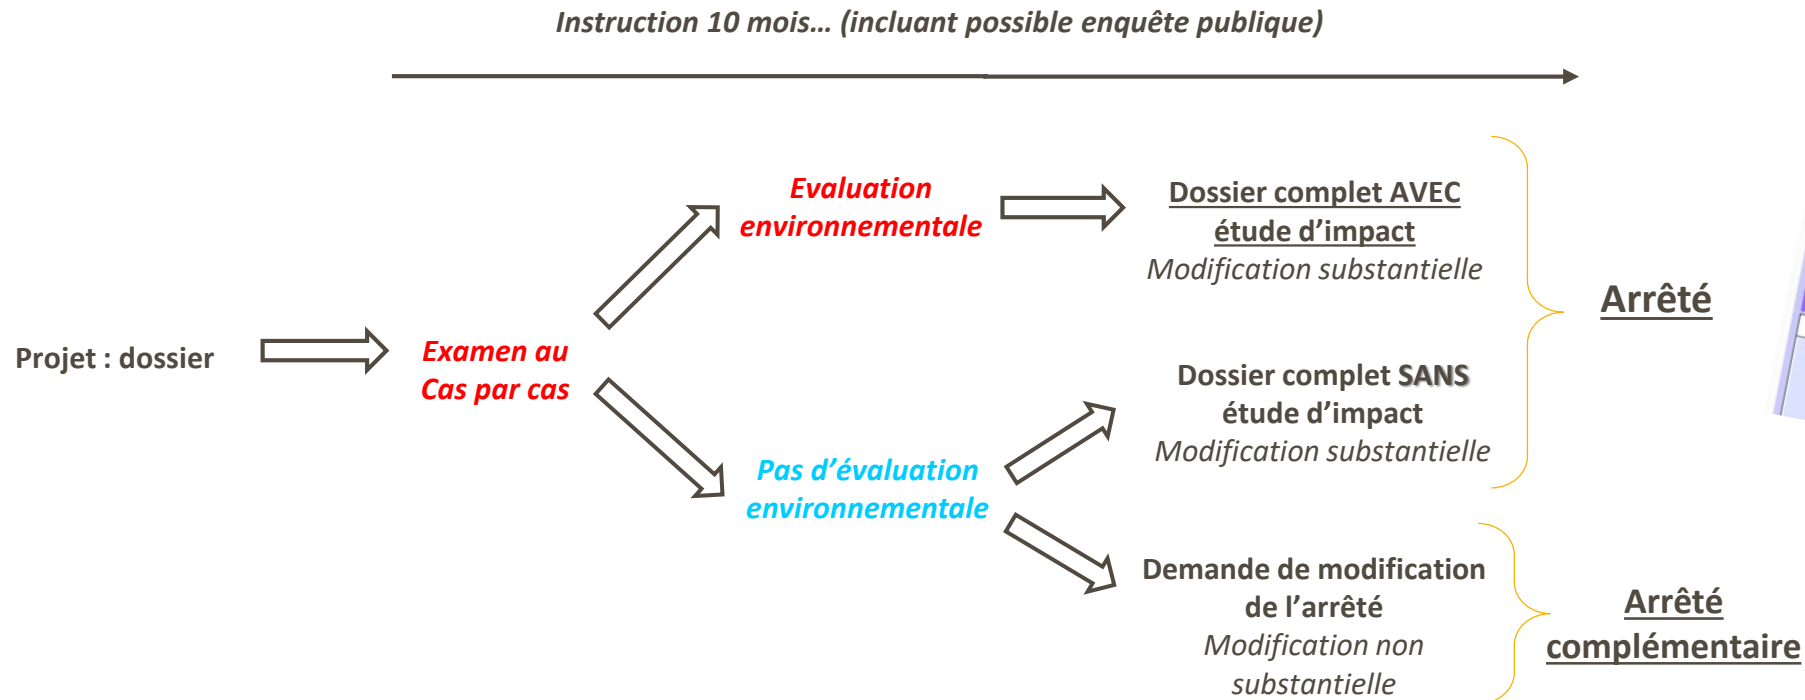 Instruction 10 mois… (incluant possible enquête publique)
Projet : dossier
Examen au
Cas par cas
Evaluation
environnementale
Pas d’évaluation
environnementale
Dossier complet AVEC
étude d’impact
Modification substantielle
Dossier complet SANS
étude d’impact
Modification substantielle
Demande de modification
de l’arrêté
Modification non
substantielle
Arrêté
Arrêté
complémentaire